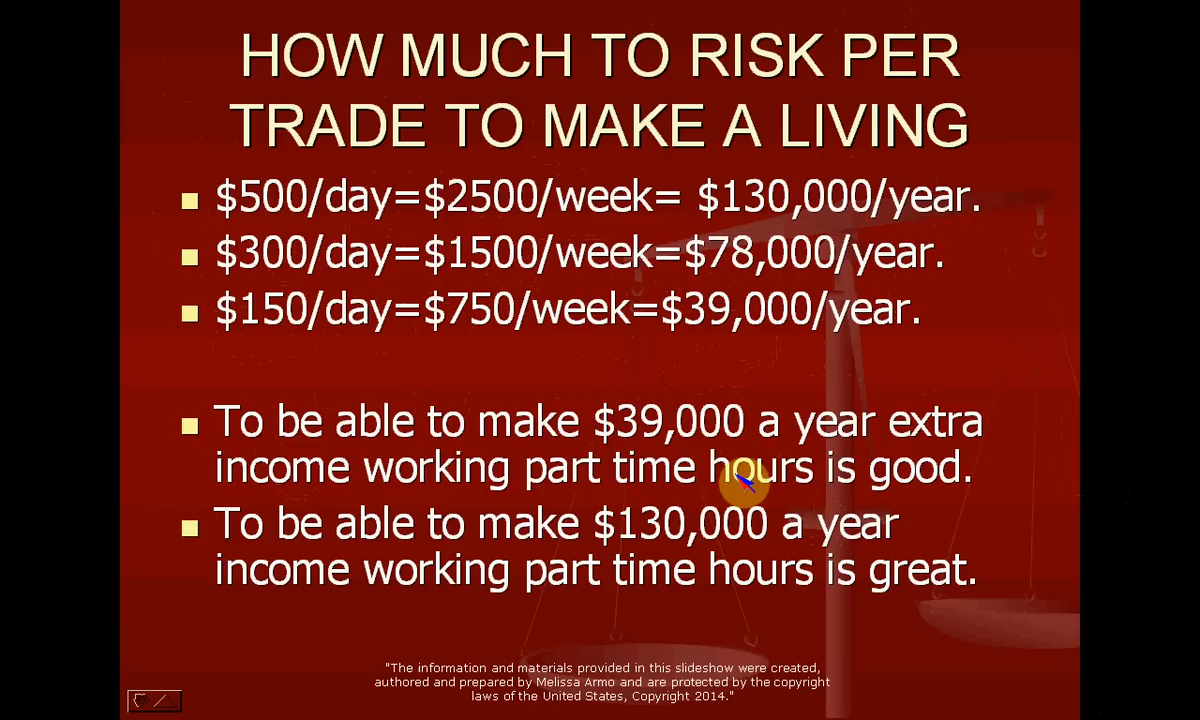 HOW MUCH TO RISK PER
TRADE TO MAKE A LIVING
$500/day=$2500/week= $130,000/year.
$300/day=$1500/week=$78,000/year.
$150/day=$750/week=$39,000/year.
To be able to make $39,000 a year extra
income working part time hours is good.
To be able to make $130,000 a year
income working part time hours is great.
"The information and materials provided in this slideshow were created,
authored and prepared by Melissa Armo and are protected by the copyright
laws of the United States, Copyright 2014."